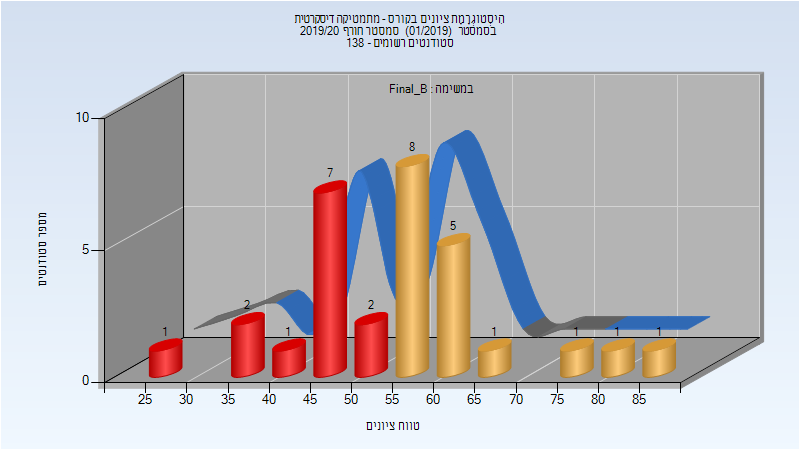 היסטוגרמת ציונים בקורס - מתמטיקה דיסקרטית
בסמסטר (01/2019) סמסטר חורף 2019/20
סטודנטים רשומים - 138
במשימה : Final_B
מספר סטודנטים
10
5
0
1
2
1
7
2
8
5
1
1
1
1
25 30 35 40 45 50 55 60 65 70 75 80 85
טווח ציונים